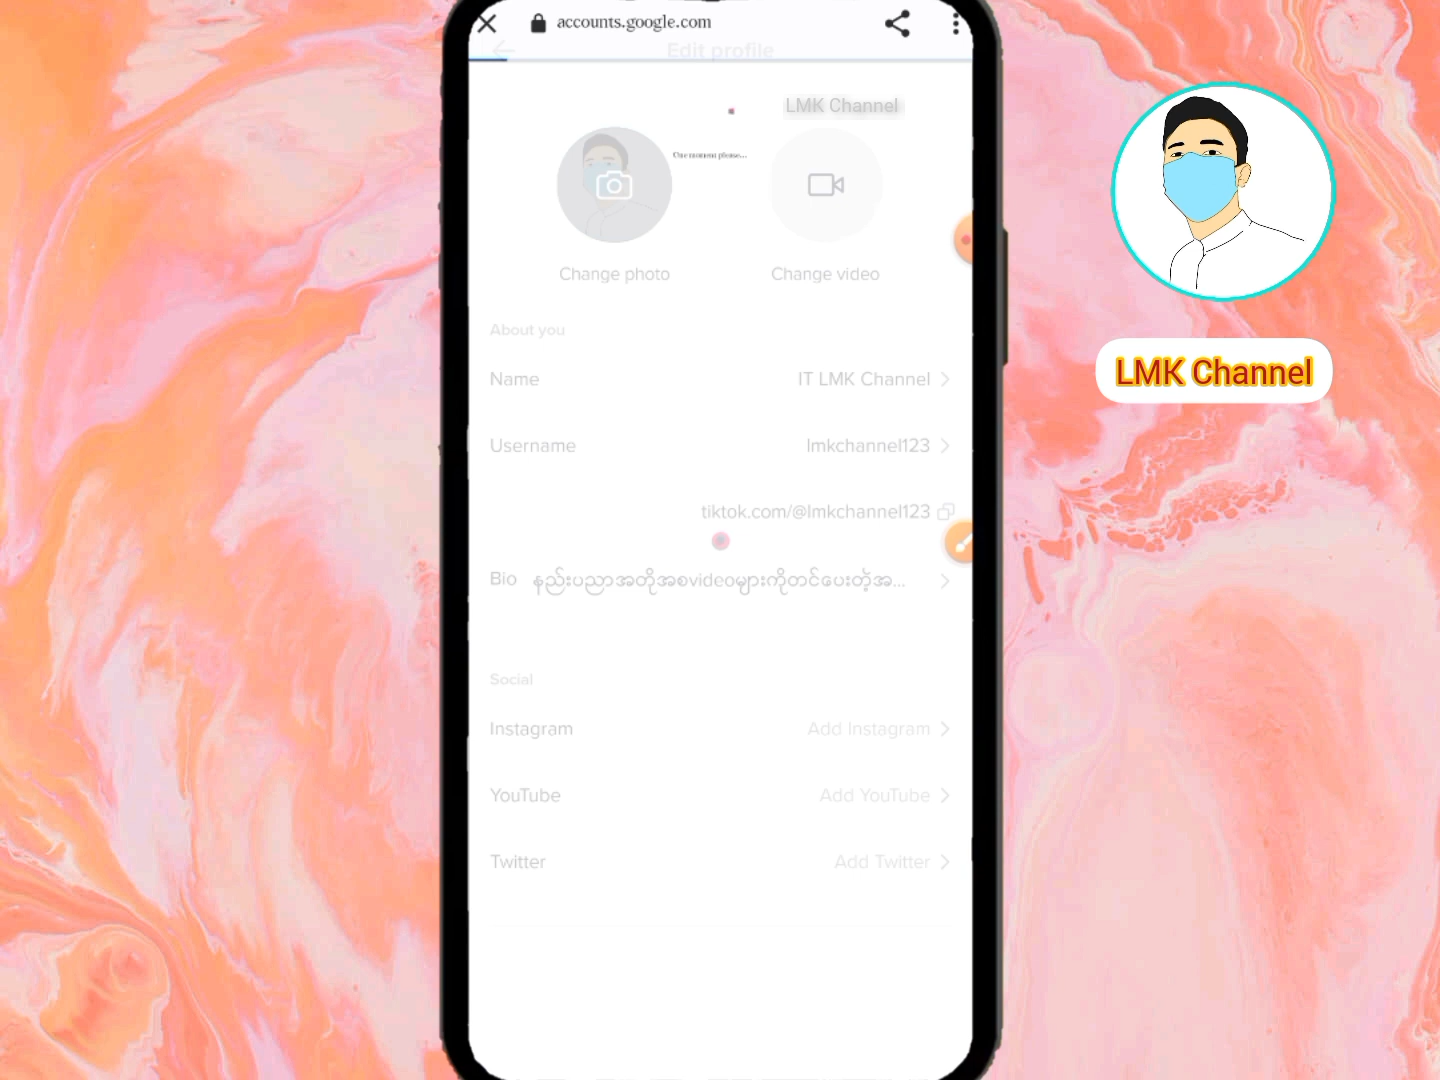 accounts.google.com
Edit profile
LMK Channel
One moment please...
Change photo
Change video
About you
Name
IT LMK Channel
Username
lmkchannel123
tiktok.com/@lmkchannel123
Bio
နည်းပညာအတိုအစvideoများကိုတင်ပေးတဲ့အ...
Social
Instagram
Add Instagram
YouTube
Add YouTube
Twitter
Add Twitter
LMK Channel